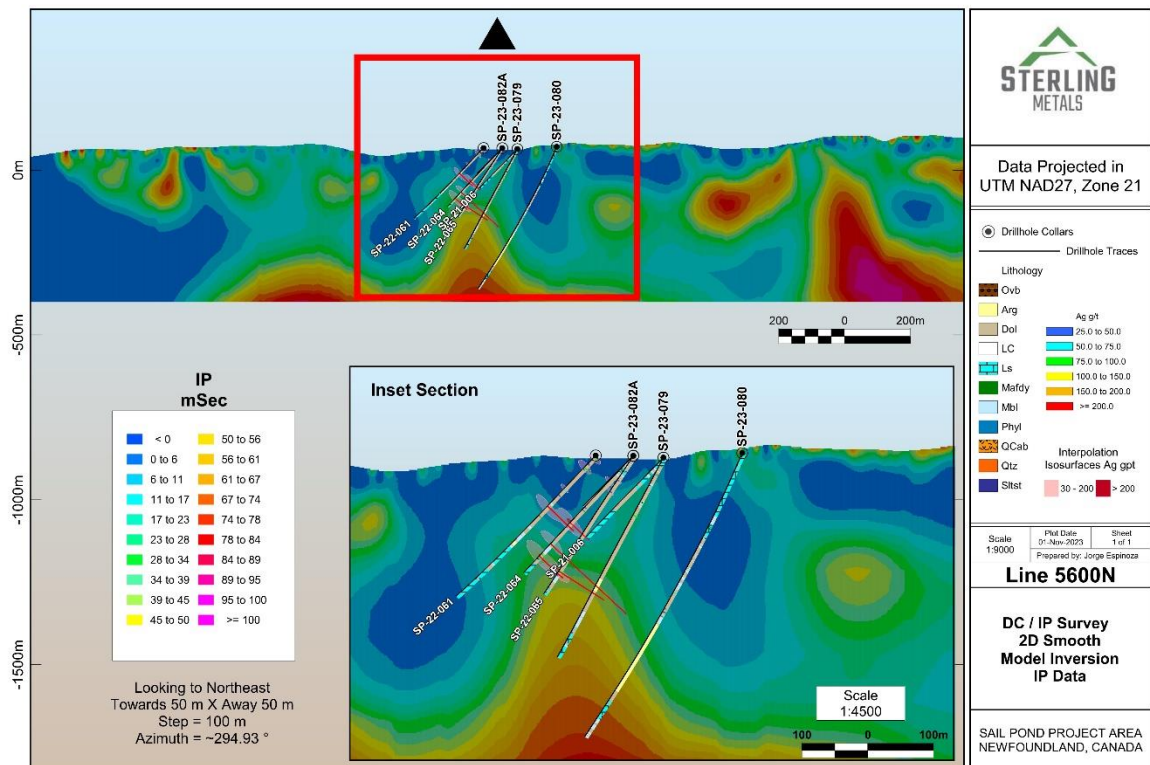 SP-23-082A
SP-23-079
SP-23-080
SP-22-061
SP-22-064
SP-22-065
SP-21-006
0m
-5000m
-1000m
-1500m
200 0 200m
IP
mSec
< 0
0 to 6
6 to 11
11 to 17
17 to 23
23 to 28
28 to 34
34 to 39
39 to 45
45 to 50
50 to 56
56 to 61
61 to 67
67 to 74
74 to 78
78 to 84
84 to 89
89 to 95
95 to 100
>= 100
Looking to Northeast
Towards 50 m X Away 50 m
Step = 100 m
Azimuth = ~294.93 °
Inset Section
SP-23-082A
SP-23-079
SP-23-080
SP-22-061
SP-22-064
SP-22-065
SP-21-006
Scale
1:4500
100 0 100m
STERLING
METALS
Data Projected in
UTM NAD27, Zone 21
Drillhole Collars
Drillhole Traces
Lithology
Ovb
Arg
Dol
LC
Ls
Mafdy
Mbl
Phyl
QCab
Qtz
Sltst
Ag g/t
25.0 to 50.0
50.0 to 75.0
75.0 to 100.0
100.0 to 150.0
150.0 to 200.0
>= 200.0
Interpolation
Isosurfaces Ag gpt
30 - 200 > 200
Scale
1:9000
Plot Date
01-Nov-2023
Sheet
1 of 1
Prepared by: Jorge Espinoza
Line 5600N
DC / IP Survey
2D Smooth
Model Inversion
IP Data
SAIL POND PROJECT AREA
NEWFOUNDLAND, CANADA